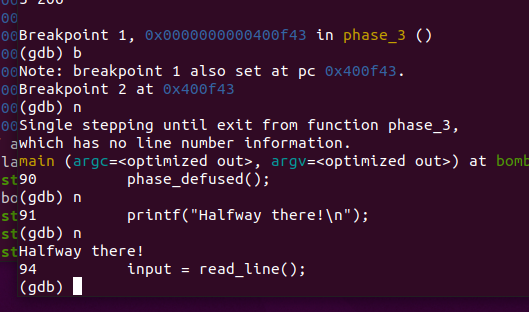 3 200
00
00Breakpoint 1, 0x0000000000400f43 in phase_3 ()
00(gdb) b
00Note: breakpoint 1 also set at pc 0x400f43.
00Breakpoint 2 at 0x400f43
00(gdb) n
00Single stepping until exit from function phase_3,
awhich has no line number information.
lamain (argc=<optimized out>, argv=<optimized out>) at bomb
st90 phase_defused();
bo(gdb) n
st91 printf("Halfway there!\n");
st(gdb) n
stHalfway there!
94 input = read_line();
(gdb)